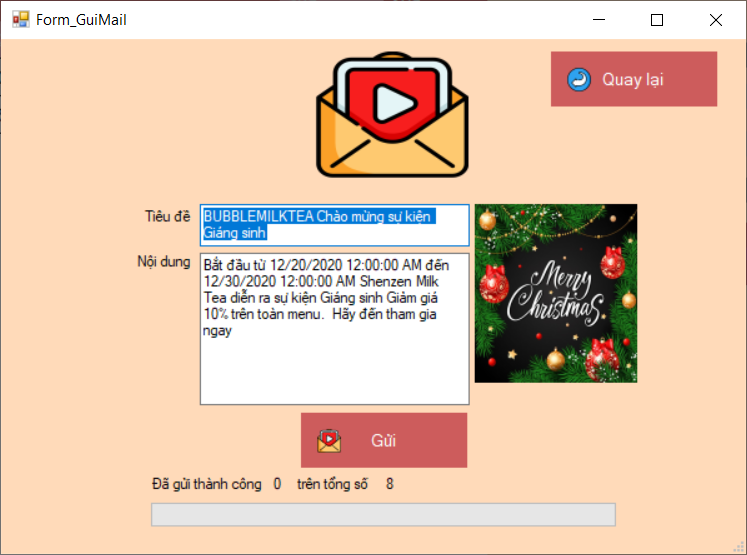 Form_GuiMail
Quay lại
Tiêu đề
BUBBLEMILKTEA Chào mừng sự kiện
Giáng sinh
Nội dung
Bắt đầu từ 12/20/2020 12:00:00 AM đến
12/30/2020 12:00:00 AM Shenzen Milk
Tea diễn ra sự kiện Giáng sinh Giảm giá
10% trên toàn menu.  Hãy đến tham gia
ngay
Merry
Christmas
Gửi
Đã gửi thành công 0 trên tổng số 8